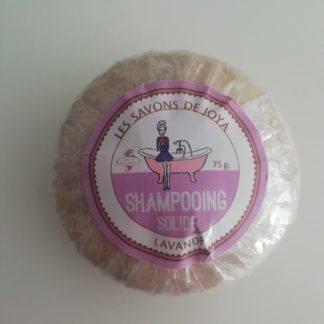 LES SAVONS DE JOYA
75 g
SHAMPOOING
SOLIDE
LAVANDE